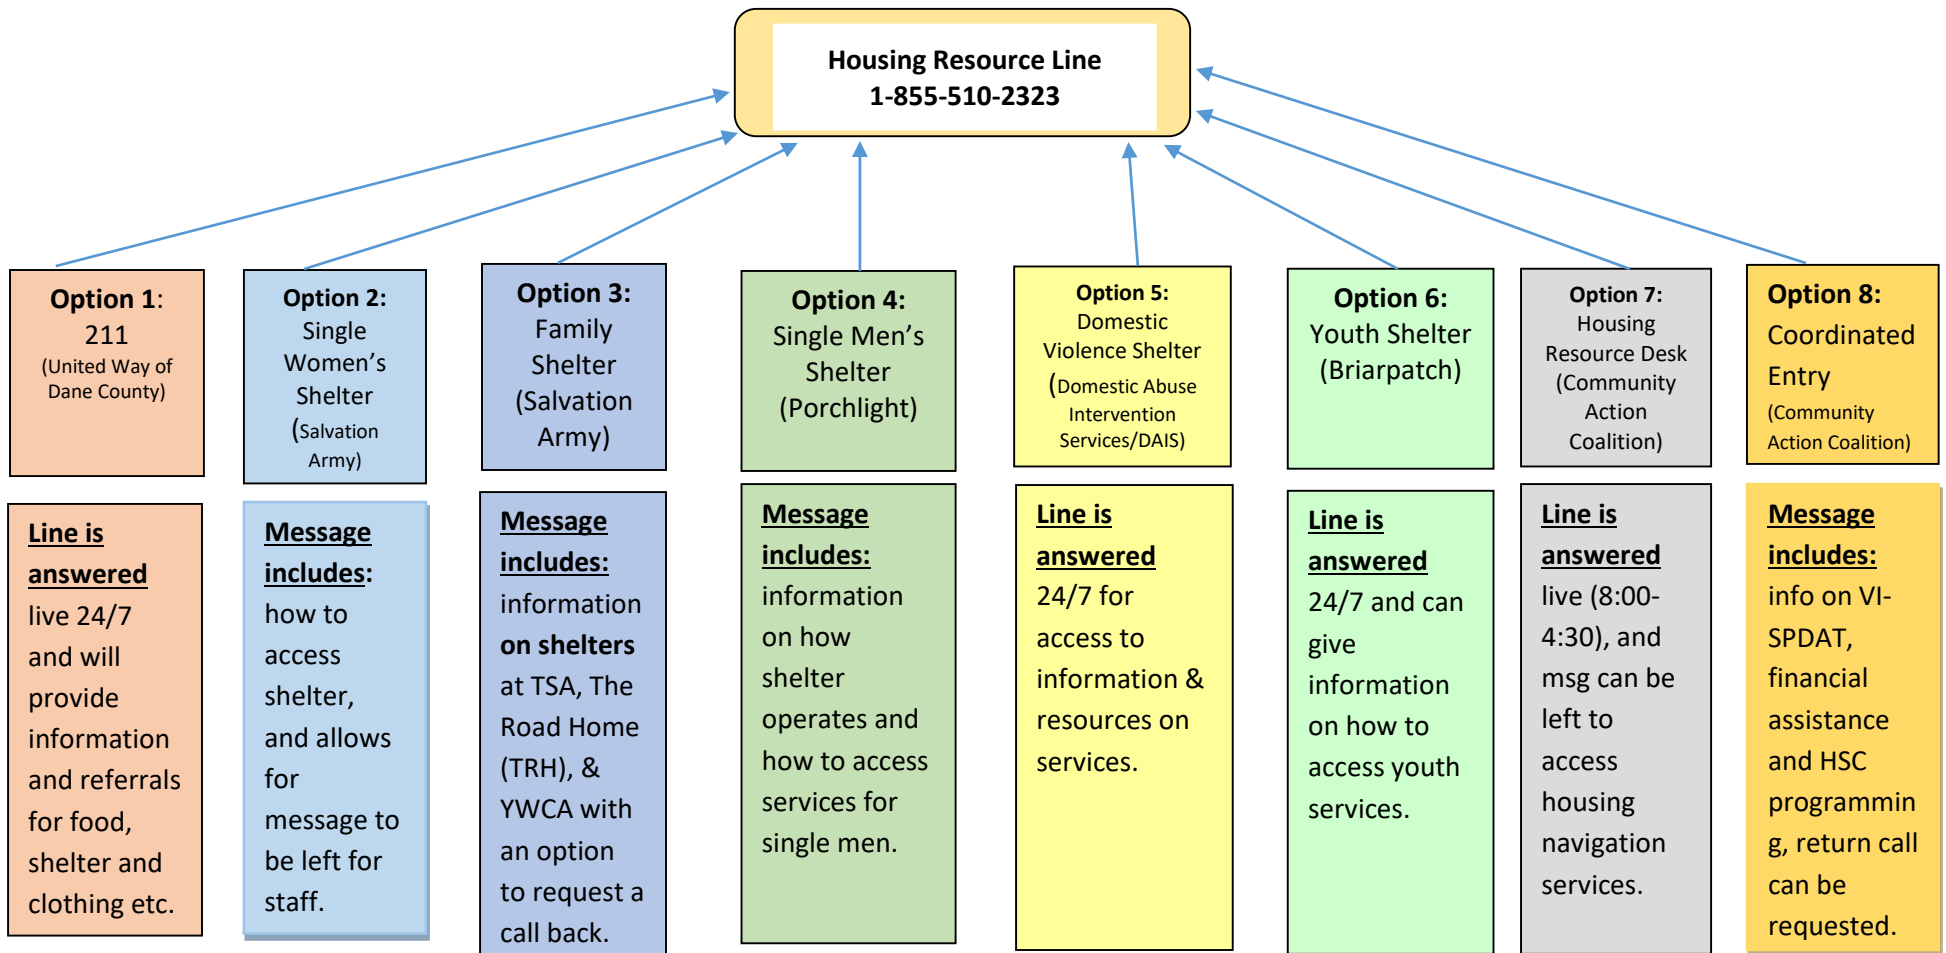 Housing Resource Line
1-855-510-2323
Option 1:
211
(United Way of
Dane County)
Option 2:
Single
Women's
Shelter
(Salvation
Army)
Option 3:
Family
Shelter
(Salvation
Army)
Option 4:
Single Men's
Shelter
(Porchlight)
Option 5:
Domestic
Violence Shelter
(Domestic Abuse
Intervention
Services/DAIS)
Option 6:
Youth Shelter
(Briarpatch)
Option 7:
Housing
Resource Desk
(Community
Action
Coalition)
Option 8:
Coordinated
Entry
(Community
Action Coalition)
Line is
answered
live 24/7
and will
provide
information
and referrals
for food,
shelter and
clothing etc.
Message
includes:
how to
access
shelter,
and allows
for
message to
be left for
staff.
Message
includes:
information
on shelters
at TSA, The
Road Home
(TRH), &
YWCA with
an option
to request a
call back.
Message
includes:
information
on how
shelter
operates and
how to access
services for
single men.
Line is
answered
24/7 for
access to
information &
resources on
services.
Line is
answered
24/7 and can
give
information
on how to
access youth
services.
Line is
answered
live (8:00-
4:30), and
msg can be
left to
access
housing
navigation
services.
Message
includes:
info on VI-
SPDAT,
financial
assistance
and HSC
programmin
g, return call
can be
requested.